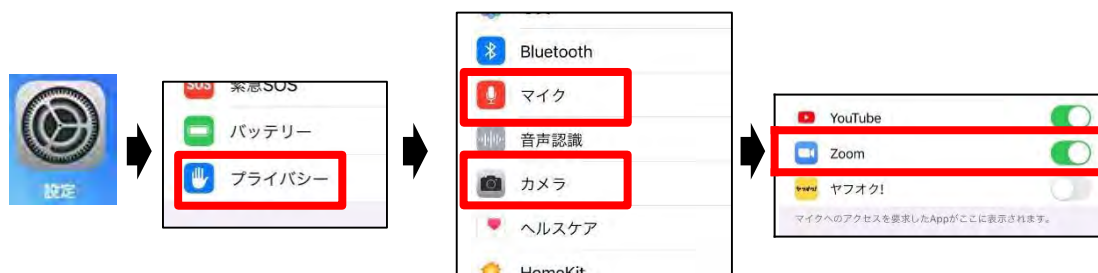 設定
SOS 緊急SOS
バッテリー
プライバシー
Bluetooth
マイク
音声認識
カメラ
ヘルスケア
HomeKit
YouTube
Zoom
ヤフオク!
マイクへのアクセスを要求したAppがここに表示されます。